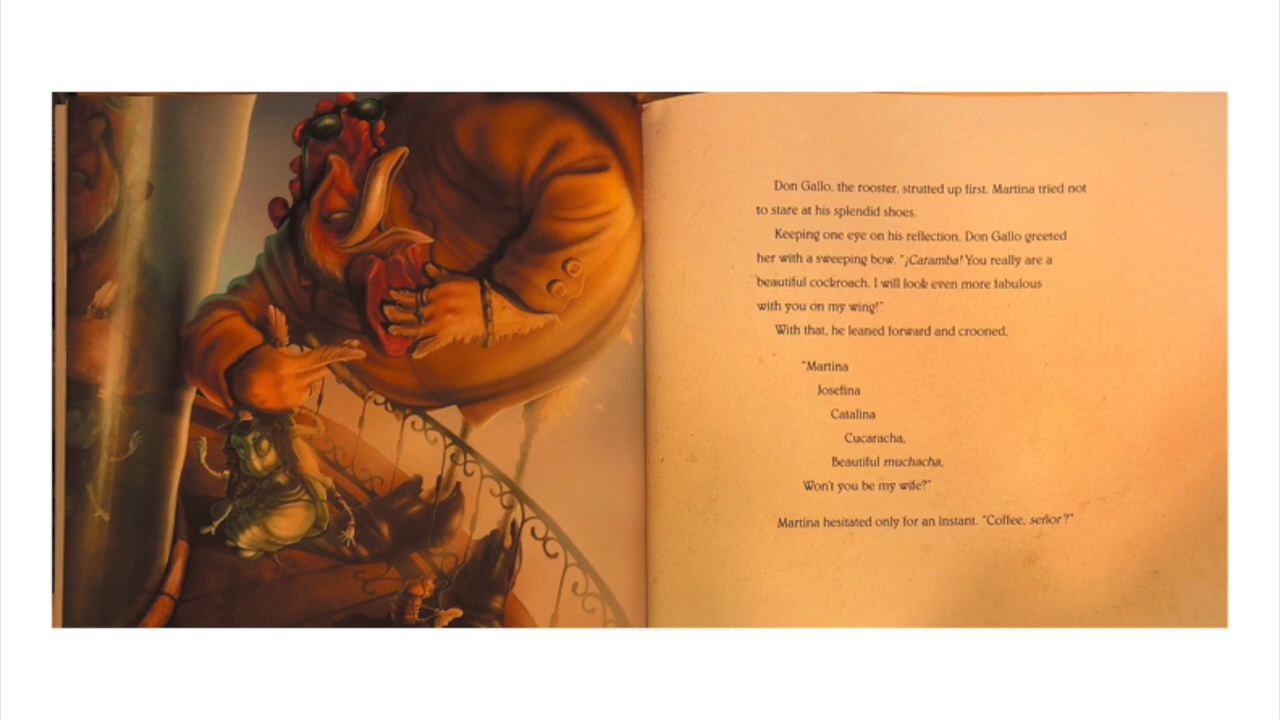 Don Gallo, the rooster, strutted up first. Martina tried not
to stare at his splendid shoes.
Keeping one eye on his reflection, Don Gallo greeted
her with a sweeping bow. "¡Caramba! You really are a
beautiful cockroach. I will look even more fabulous
with you on my wing!"
With that, he leaned forward and crooned,
"Martina
Josefina
Catalina
Cucaracha,
Beautiful muchacha,
Won't you be my wife?"
Martina hesitated only for an instant. "Coffee, señor?"